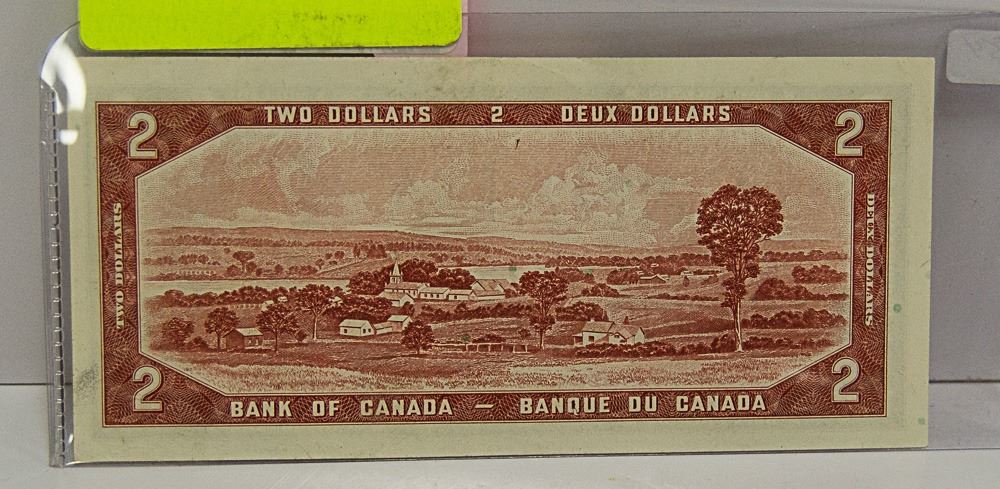 TWO DOLLARS 2 DEUX DOLLARS
2
2
TWO DOLLARS
DEUX DOLLARS
2
2
BANK OF CANADA — BANQUE DU CANADA